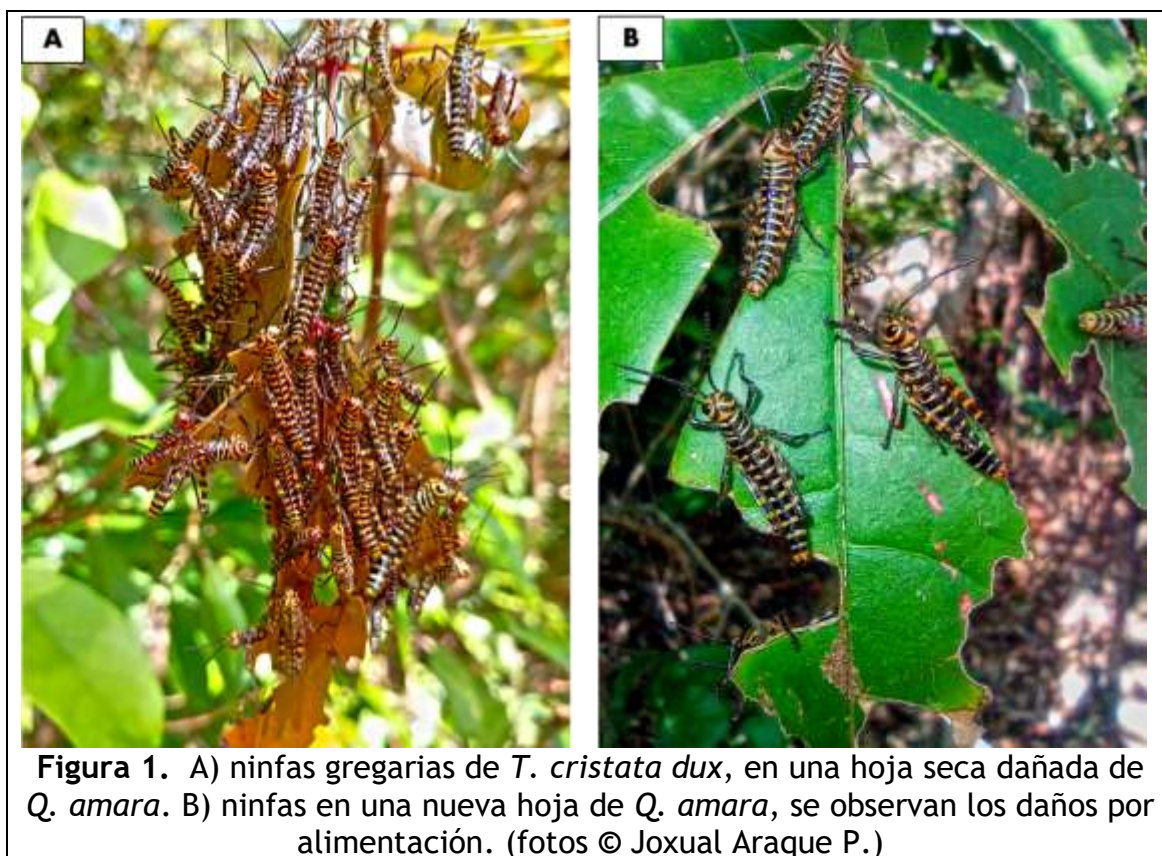 A
B
Figura 1. A) ninfas gregarias de T. cristata dux, en una hoja seca dañada de
Q. amara. B) ninfas en una nueva hoja de Q. amara, se observan los daños por
alimentación. (fotos © Joxual Araque P.)